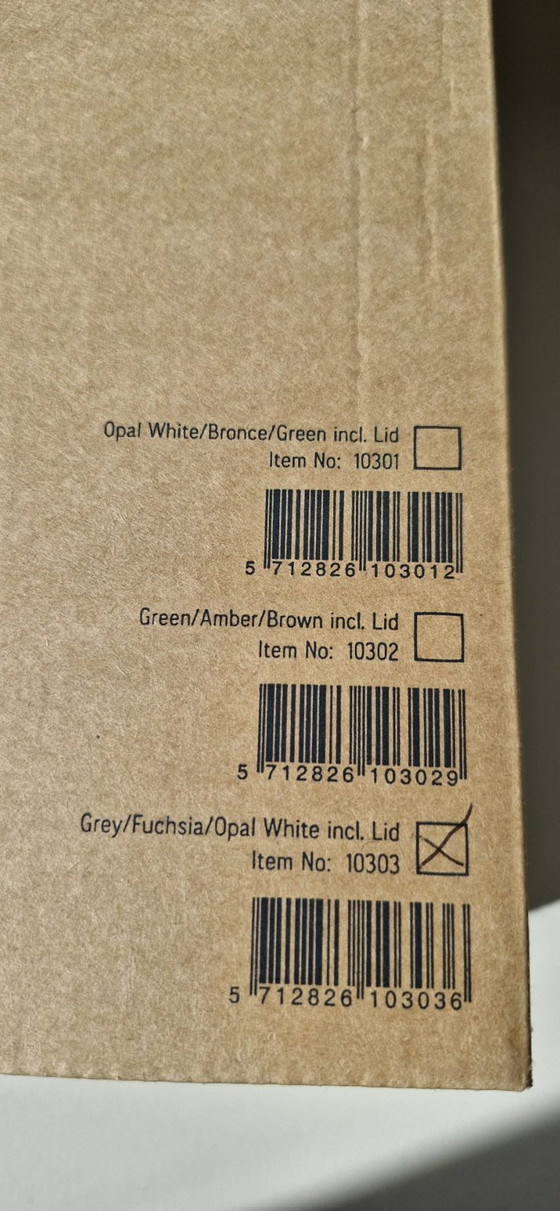 Opal White/Bronce/Green incl. Lid
Item No: 10301
5 712826 103012
Green/Amber/Brown incl. Lid
Item No: 10302
5 712826 103029
Grey/Fuchsia/Opal White incl. Lid
Item No: 10303
5 712826 103036